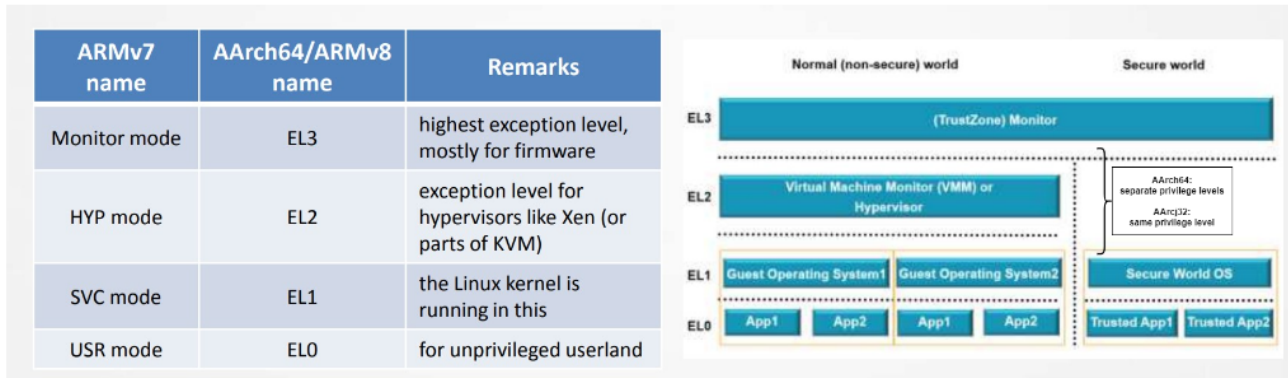 ARMv7
name
AArch64/ARMv8
name
Remarks
Monitor mode
EL3
highest exception level,
mostly for firmware
HYP mode
EL2
exception level for
hypervisors like Xen (or
parts of KVM)
SVC mode
EL1
the Linux kernel is
running in this
USR mode
EL0
for unprivileged userland
Normal (non-secure) world
Secure world
EL3
(TrustZone) Monitor
AArch64:
separate privilege levels
AArcj32:
same privilege level
EL2
Virtual Machine Monitor (VMM) or
Hypervisor
EL1
Guest Operating System1
Guest Operating System2
Secure World OS
EL0
App1
App2
App1
App2
Trusted App1
Trusted App2